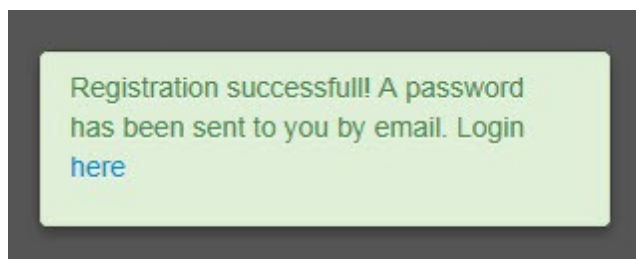 Registration successfull! A password
has been sent to you by email. Login
here